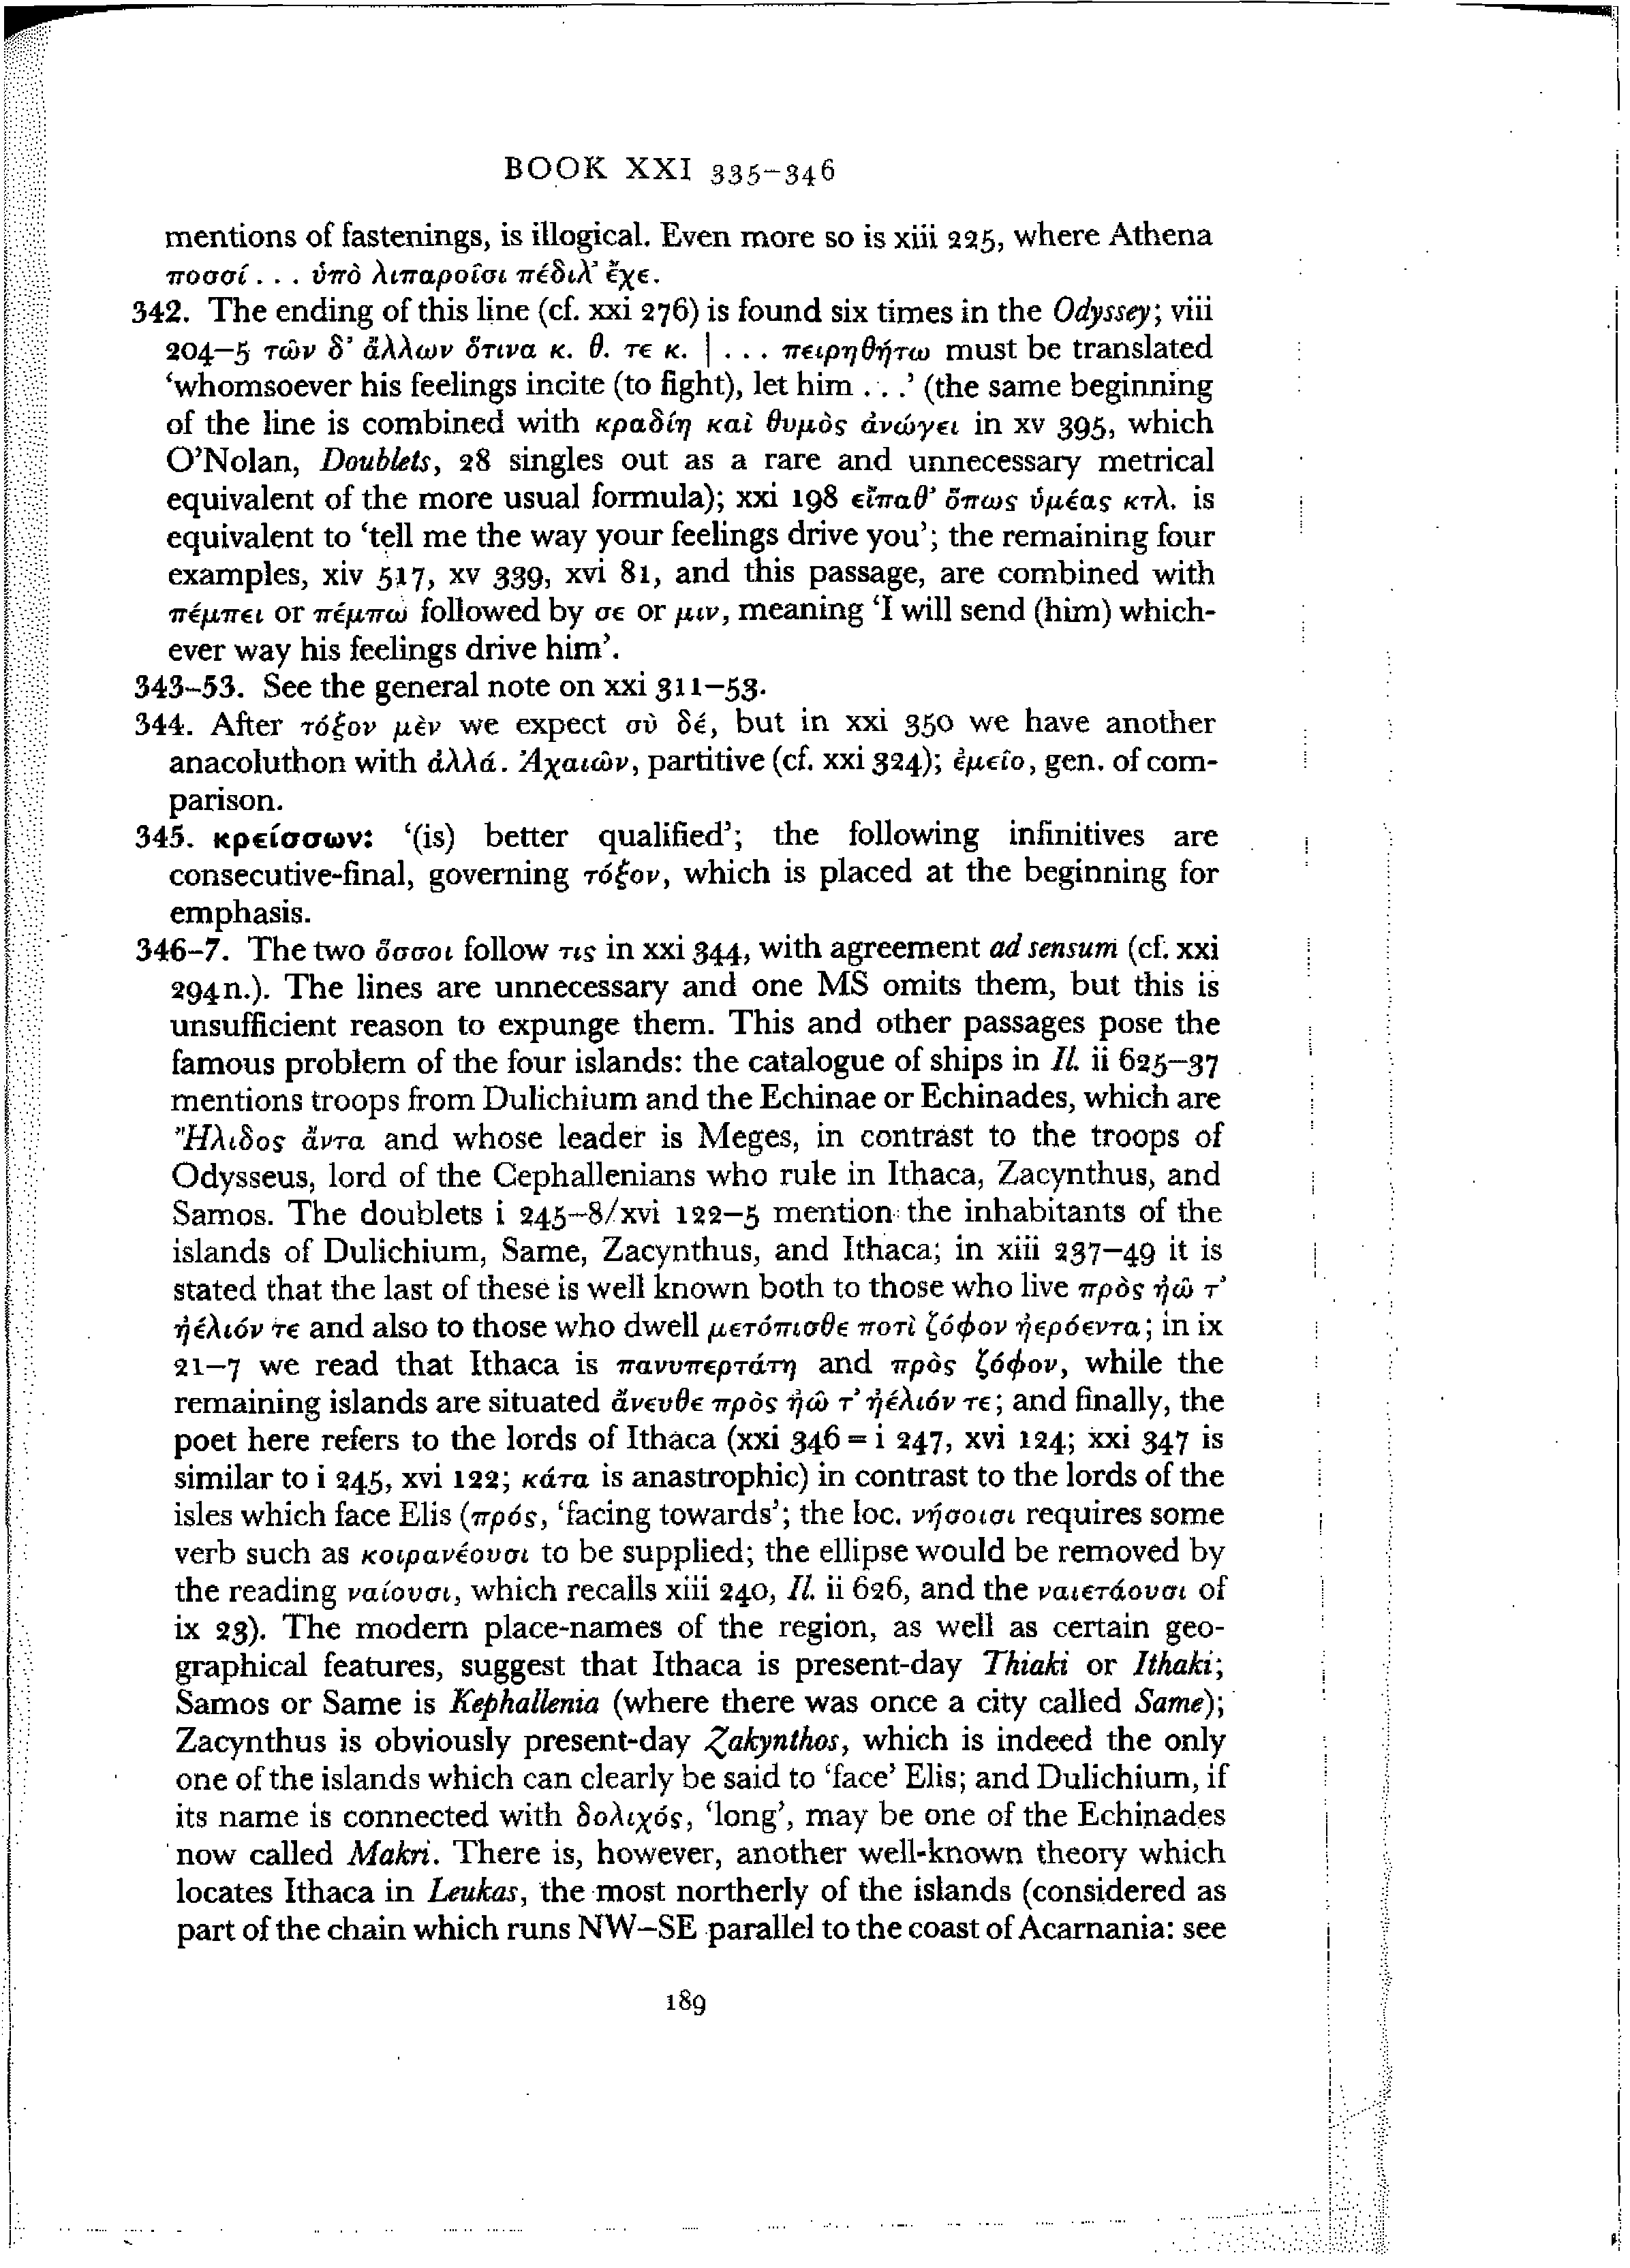 BOOK XXI 335–346
mentions of fastenings, is illogical. Even more so is xiii 225, where Athena
ποσσί . . . ὑπὸ λιπαροῖσι πέδιλ’ ἔχε.
342. The ending of this line (cf. xxi 276) is found six times in the Odyssey; viii
204–5 τῶν δ’ ἄλλων ὅτινα κ. θ. τε κ. | . . . πειρηθήτω must be translated
‘whomsoever his feelings incite (to fight), let him . . .’ (the same beginning
of the line is combined with κραδίη καὶ θυμὸς ἀνώγει in xv 395, which
O’Nolan, Doublets, 28 singles out as a rare and unnecessary metrical
equivalent of the more usual formula); xxi 198 εἴπαθ’ ὅπως ὑμέας κτλ. is
equivalent to ‘tell me the way your feelings drive you’; the remaining four
examples, xiv 517, xv 339, xvi 81, and this passage, are combined with
πέμπει or πέμπω followed by σε or μιν, meaning ‘I will send (him) which-
ever way his feelings drive him’.
343–53. See the general note on xxi 311–53.
344. After τόξον μὲν we expect σὺ δέ, but in xxi 350 we have another
anacoluthon with ἀλλά. Ἀχαιῶν, partitive (cf. xxi 324); ἐμεῖο, gen. of com-
parison.
345. κρείσσων: ‘(is) better qualified’; the following infinitives are
consecutive-final, governing τόξον, which is placed at the beginning for
emphasis.
346–7. The two ὅσσοι follow τις in xxi 344, with agreement ad sensum (cf. xxi
294n.). The lines are unnecessary and one MS omits them, but this is
unsufficient reason to expunge them. This and other passages pose the
famous problem of the four islands: the catalogue of ships in Il. ii 625–37
mentions troops from Dulichium and the Echinae or Echinades, which are
Ἤλιδος ἄντα and whose leader is Meges, in contrast to the troops of
Odysseus, lord of the Cephallenians who rule in Ithaca, Zacynthus, and
Samos. The doublets i 245–8/xvi 122–5 mention the inhabitants of the
islands of Dulichium, Same, Zacynthus, and Ithaca; in xiii 237–49 it is
stated that the last of these is well known both to those who live πρὸς ἠῶ τ’
ἠέλιόν τε and also to those who dwell μετόπισθε ποτὶ ζόφον ἠερόεντα; in ix
21–7 we read that Ithaca is πανυπερτάτη and πρὸς ζόφον, while the
remaining islands are situated ἄνευθε πρὸς ἠῶ τ’ ἠέλιόν τε; and finally, the
poet here refers to the lords of Ithaca (xxi 346 = i 247, xvi 124; xxi 347 is
similar to i 245, xvi 122; κάτα is anastrophic) in contrast to the lords of the
isles which face Elis (πρός, ‘facing towards’; the loc. νήσοισι requires some
verb such as κοιρανέουσι to be supplied; the ellipse would be removed by
the reading ναίουσι, which recalls xiii 240, Il. ii 626, and the ναιετάουσι of
ix 23). The modern place-names of the region, as well as certain geo-
graphical features, suggest that Ithaca is present-day Thiaki or Ithaki;
Samos or Same is Kephallenia (where there was once a city called Same);
Zacynthus is obviously present-day Zakynthos, which is indeed the only
one of the islands which can clearly be said to ‘face’ Elis; and Dulichium, if
its name is connected with δολιχός, ‘long’, may be one of the Echinades
now called Makri. There is, however, another well-known theory which
locates Ithaca in Leukas, the most northerly of the islands (considered as
part of the chain which runs NW–SE parallel to the coast of Acarnania: see
189